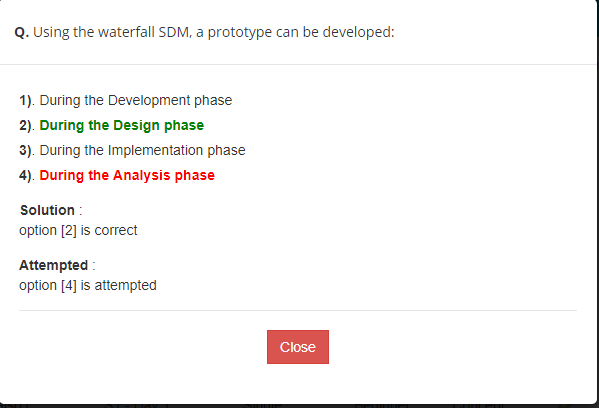 Q. Using the waterfall SDM, a prototype can be developed:
1). During the Development phase
2). During the Design phase
3). During the Implementation phase
4). During the Analysis phase
Solution :
option [2] is correct
Attempted :
option [4] is attempted
Close